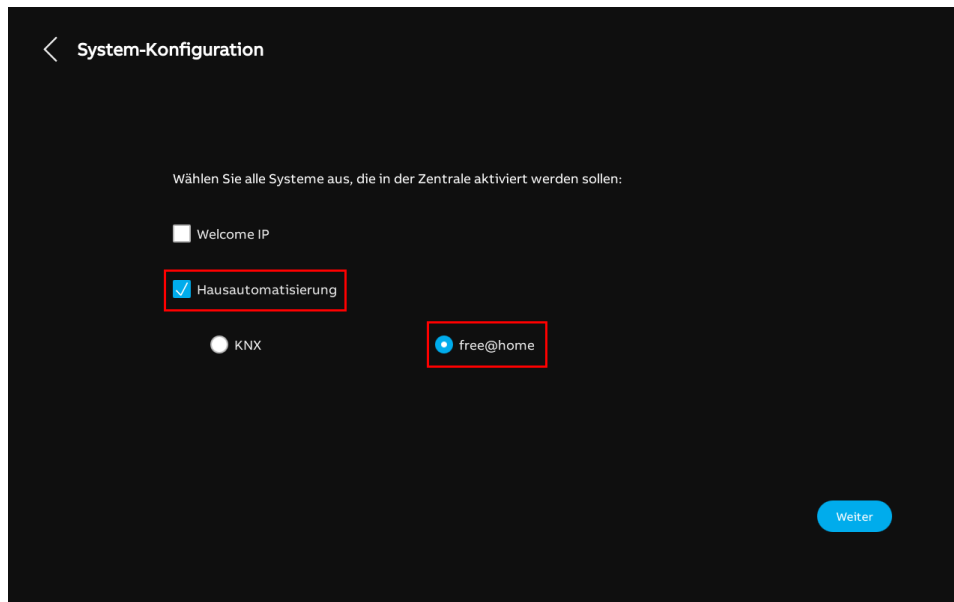 System-Konfiguration
Wählen Sie alle Systeme aus, die in der Zentrale aktiviert werden sollen:
Welcome IP
Hausautomatisierung
KNX free@home
Weiter